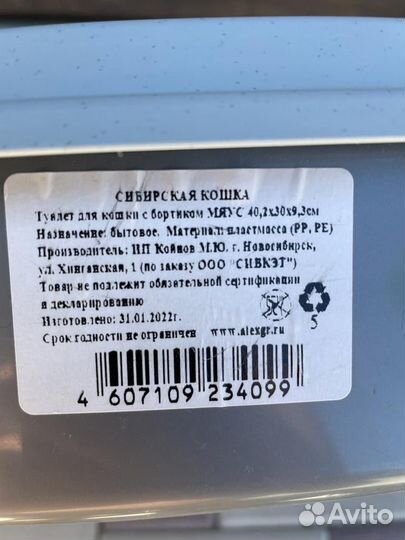 СИБИРСКАЯ КОШКА
Туалет для кошки с бортиком МЯУС 40,2х30х9,3см
Назначение: бытовое. Материал: пластмасса (PP, PE)
Производитель: ИП Койнов М.Ю. г. Новосибирск,
ул. Хинганская, 1 (по заказу ООО "СИБКЭТ")
Товар не подлежит обязательной сертификации
и декларированию
Изготовлено: 31.01.2022г.
Срок годности не ограничен www.alexgr.ru
5
4 607109 234099
Avito